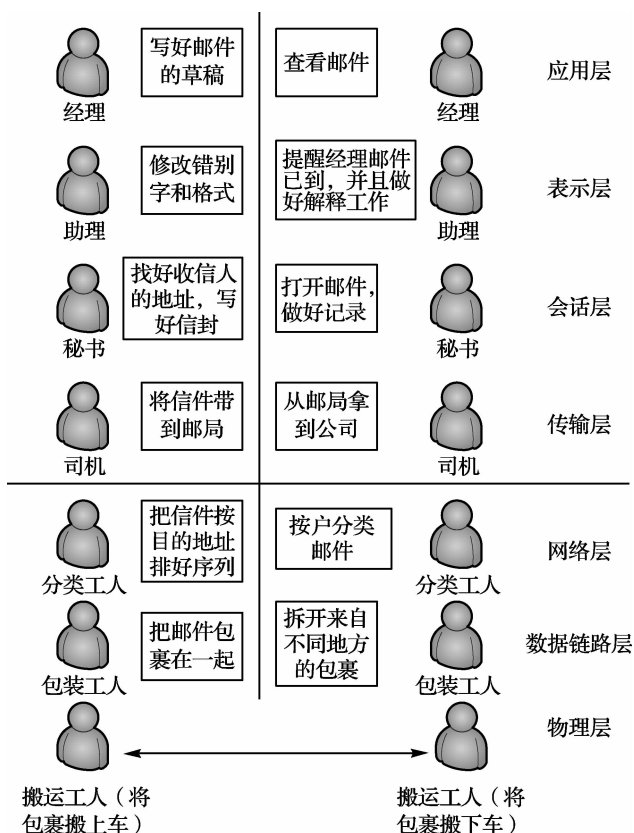 写好邮件
的草稿
查看邮件
应用层
经理
经理
修改错别
字和格式
提醒经理邮件
已到，并且做
好解释工作
表示层
助理
助理
找好收信人
的地址，写
好信封
打开邮件，
做好记录
会话层
秘书
秘书
将信件带
到邮局
从邮局拿
到公司
传输层
司机
司机
把信件按
目的地址
排好序列
按户分类
邮件
网络层
分类工人
分类工人
把邮件包
裹在一起
拆开来自
不同地方
的包裹
数据链路层
包装工人
包装工人
物理层
搬运工人（将
包裹搬上车）
搬运工人（将
包裹搬下车）